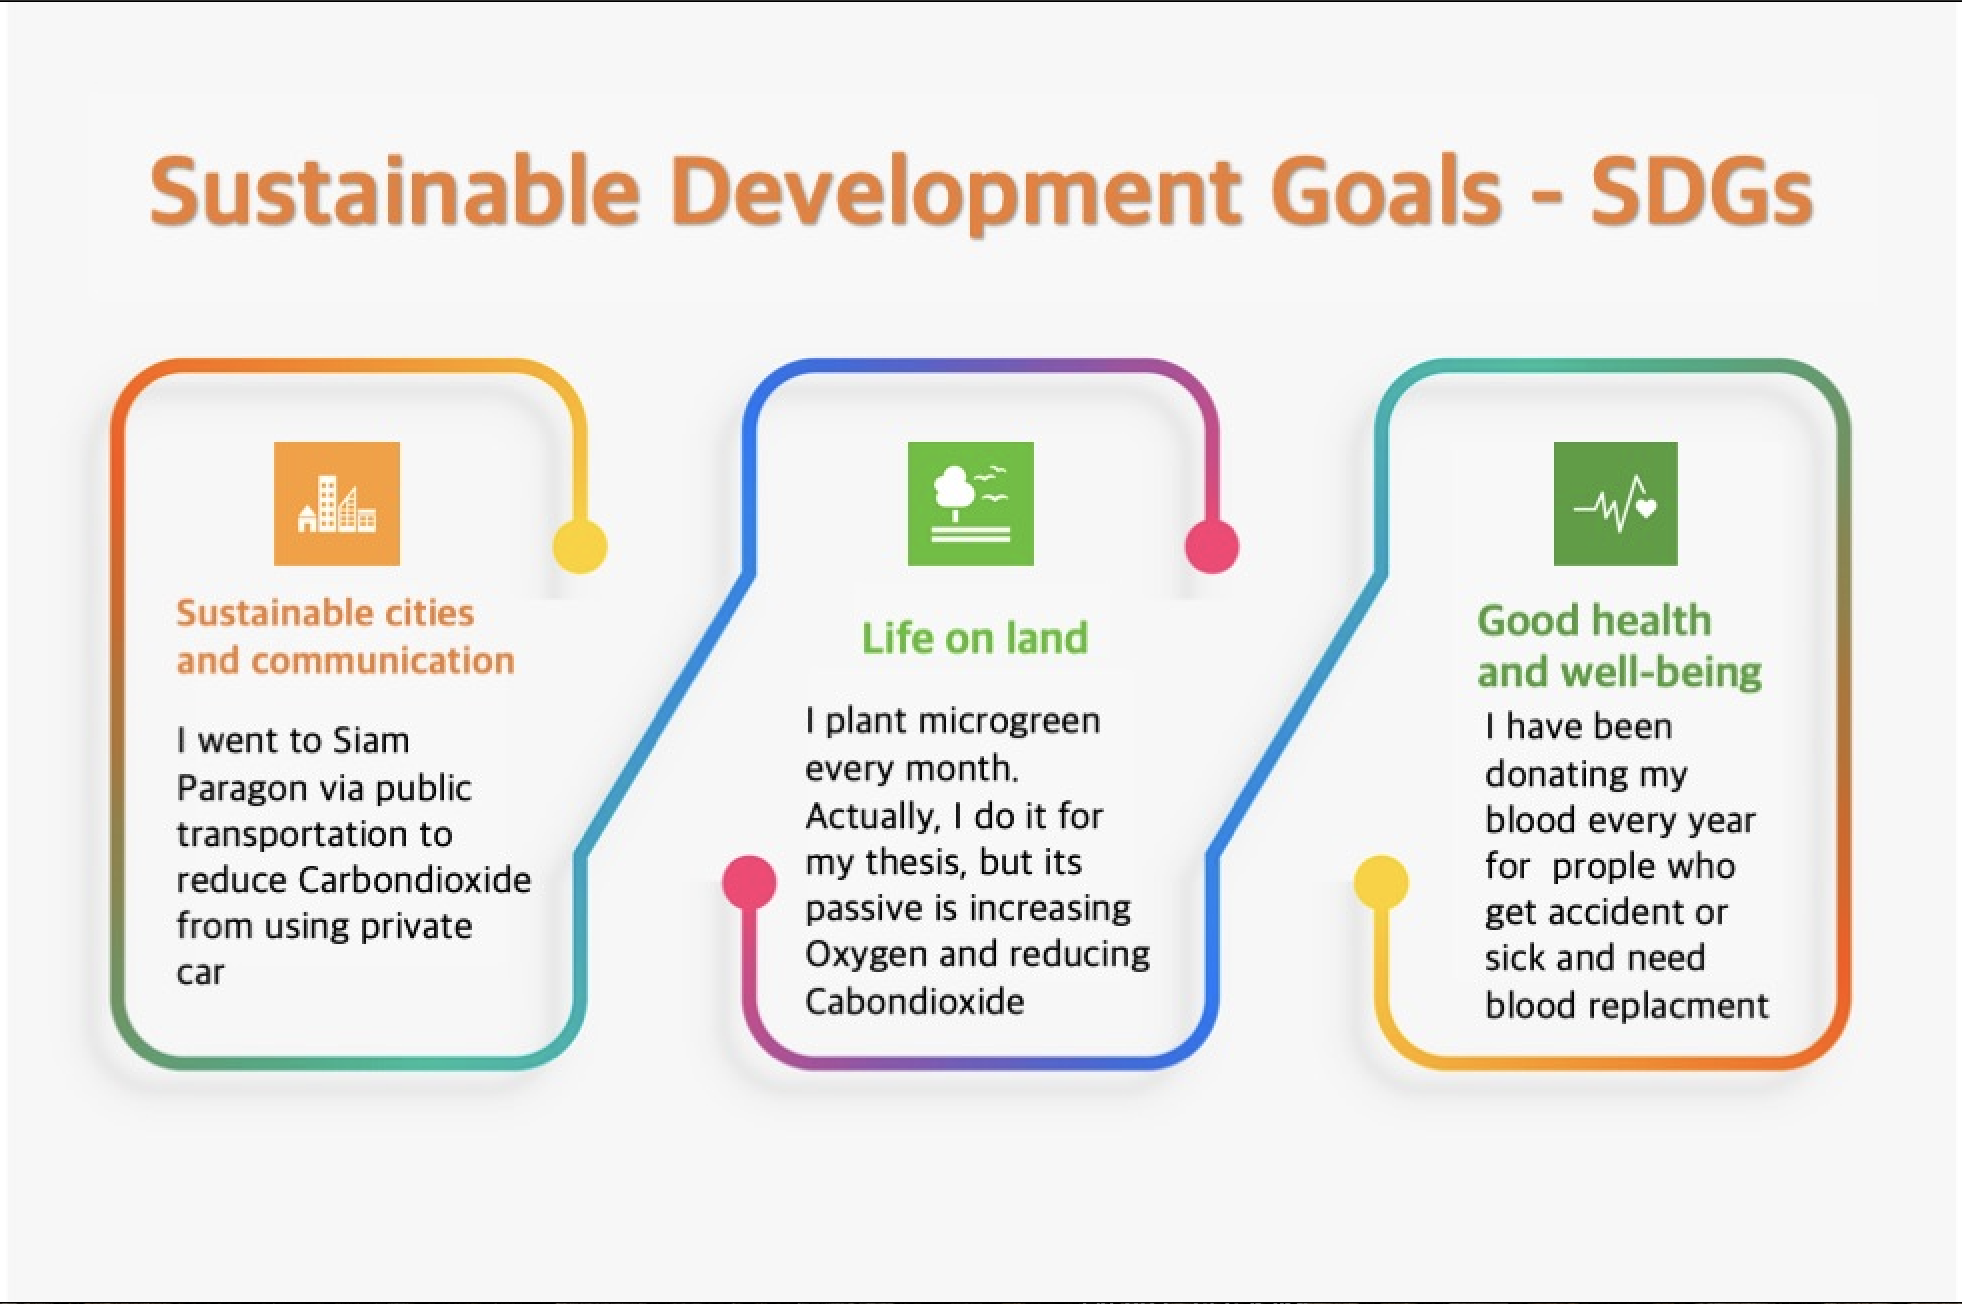 Sustainable Development Goals - SDGs
Sustainable cities
and communication
I went to Siam
Paragon via public
transportation to
reduce Carbondioxide
from using private
car
Life on land
I plant microgreen
every month.
Actually, I do it for
my thesis, but its
passive is increasing
Oxygen and reducing
Cabondioxide
Good health
and well-being
I have been
donating my
blood every year
for  prople who
get accident or
sick and need
blood replacment